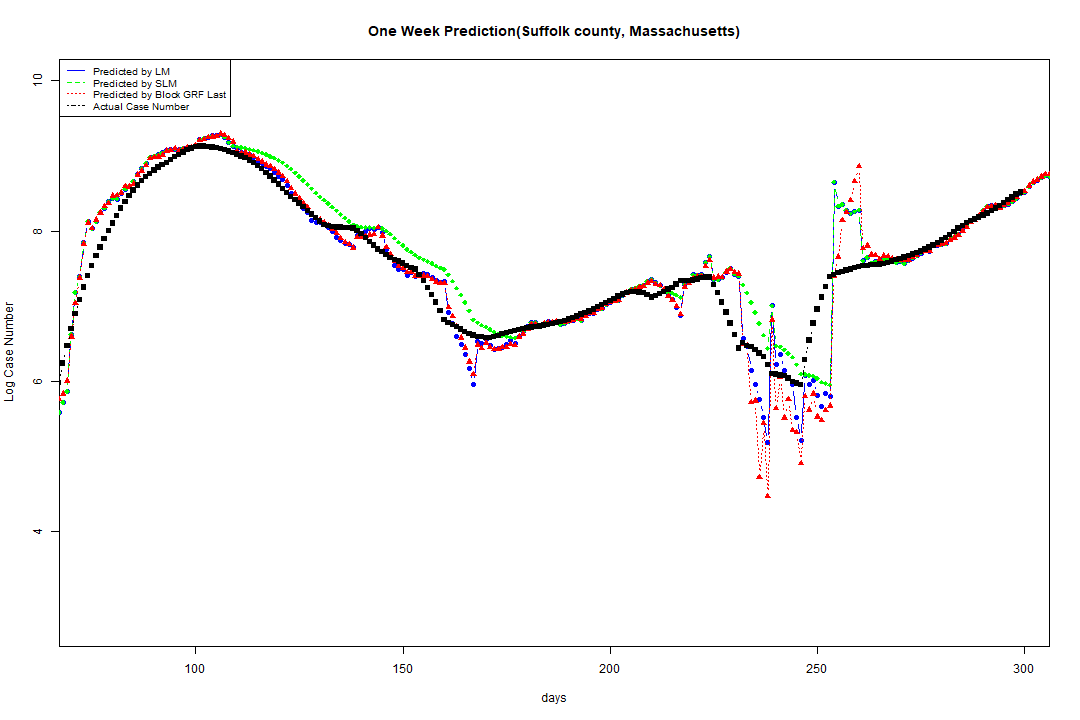 One Week Prediction(Suffolk county, Massachusetts)
Predicted by LM
Predicted by SLM
Predicted by Block GRF Last
Actual Case Number
Log Case Number
10
8
6
4
100 150 200 250 300
days